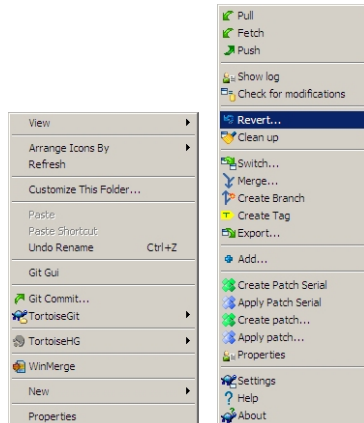 View
Arrange Icons By
Refresh
Customize This Folder...
Paste
Paste Shortcut
Undo Rename Ctrl+Z
Git Gui
Git Commit...
TortoiseGit
TortoiseHG
WinMerge
New
Properties
Pull
Fetch
Push
Show log
Check for modifications
Revert...
Clean up
Switch...
Merge...
Create Branch
Create Tag
Export...
Add...
Create Patch Serial
Apply Patch Serial
Create patch...
Apply patch...
Properties
Settings
Help
About